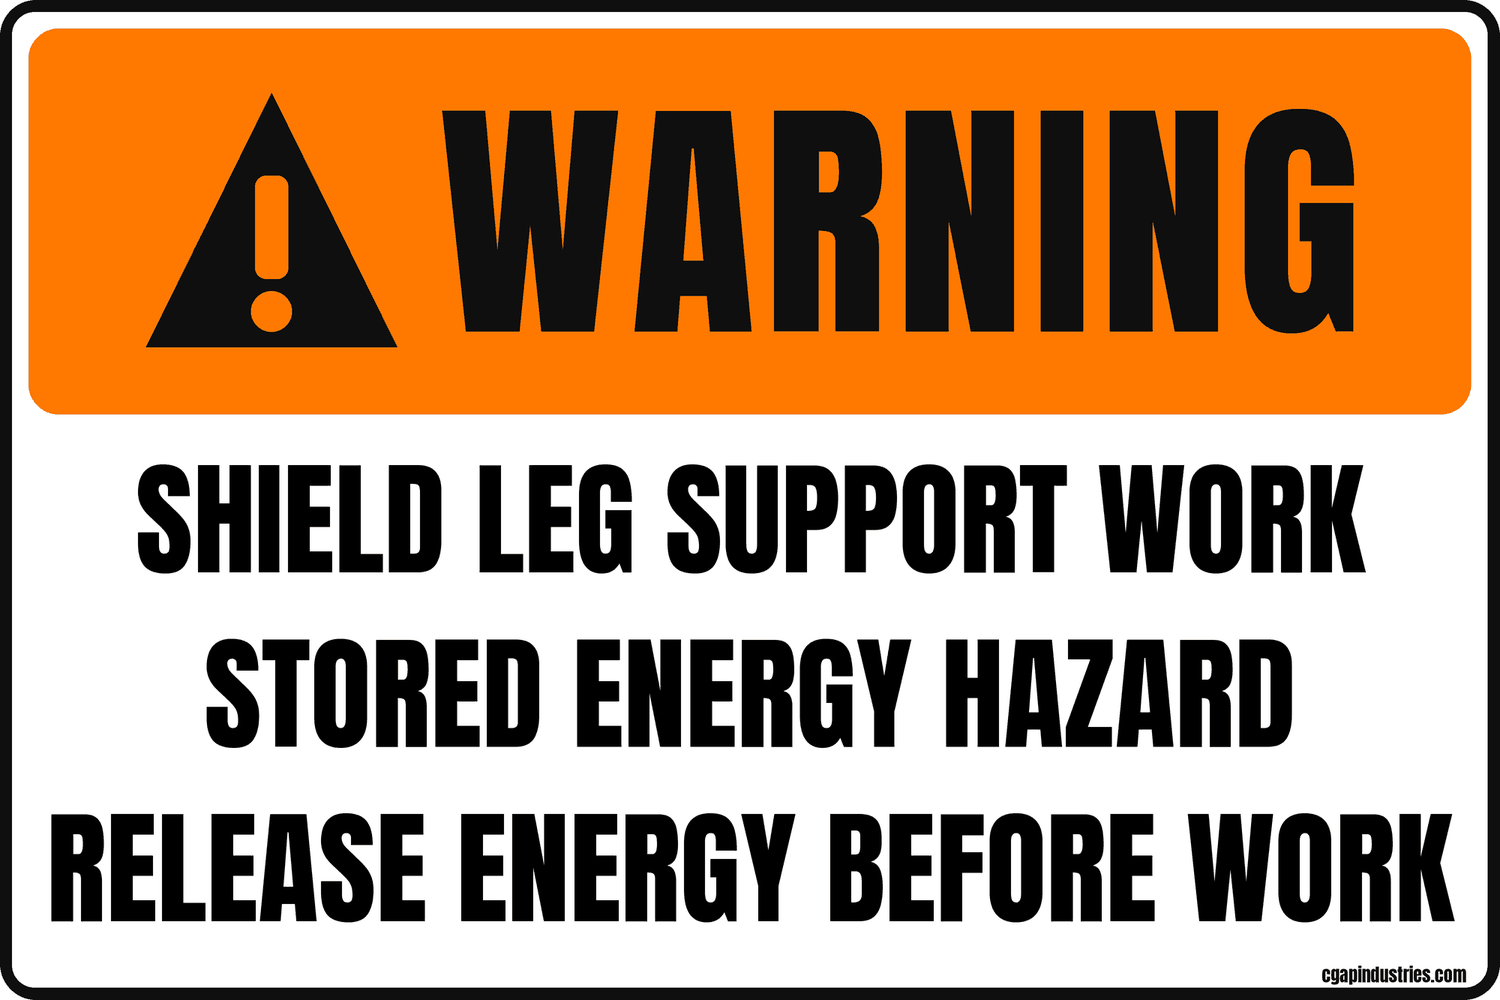 WARNING
SHIELD LEG SUPPORT WORK
STORED ENERGY HAZARD
RELEASE ENERGY BEFORE WORK
cgapindustries.com